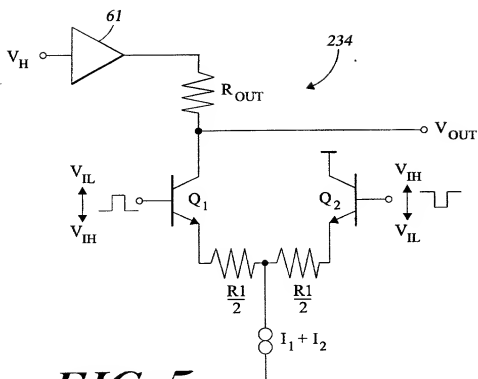 61
V_H
234
R_OUT
V_OUT
V_IL
V_IH
Q_1
Q_2
V_IH
V_IL
R1/2
R1/2
I_1 + I_2
FIG. 5